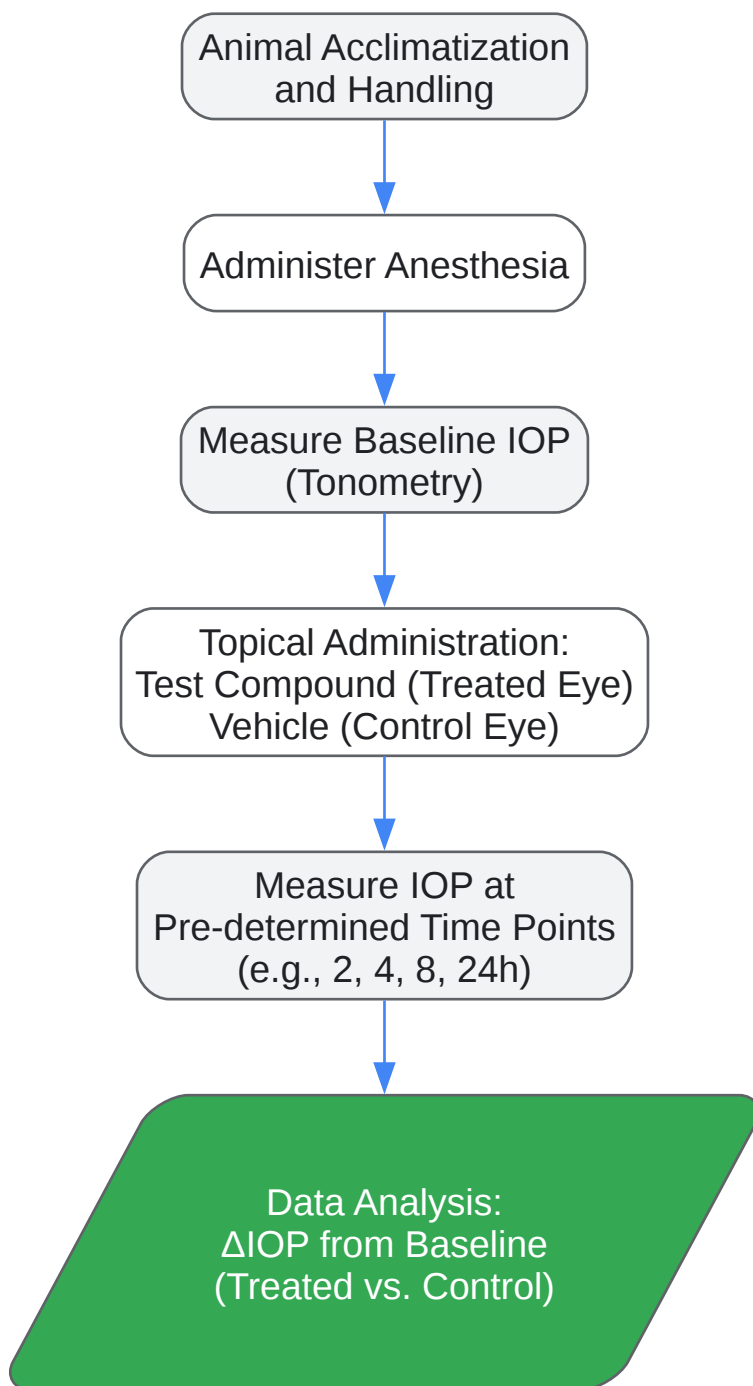 Animal Acclimatization
and Handling
Administer Anesthesia
Measure Baseline IOP
(Tonometry)
Topical Administration:
Test Compound (Treated Eye)
Vehicle (Control Eye)
Measure IOP at
Pre-determined Time Points
(e.g., 2, 4, 8, 24h)
Data Analysis:
ΔIOP from Baseline
(Treated vs. Control)